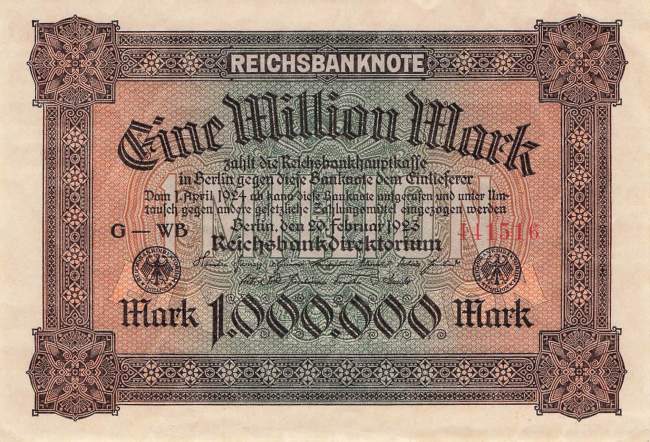 REICHSBANKNOTE
Eine Million Mark
zahlt die Reichsbankhauptkasse
in Berlin gegen diese Banknote dem Einlieferer
Vom 1. April 1924 ab kann diese Banknote aufgerufen und unter Um-
tausch gegen andere gesetzliche Zahlungsmittel eingezogen werden
Berlin, den 20. Februar 1923
G – WB
441516
Reichsbankdirektorium
Mark 1.000.000 Mark